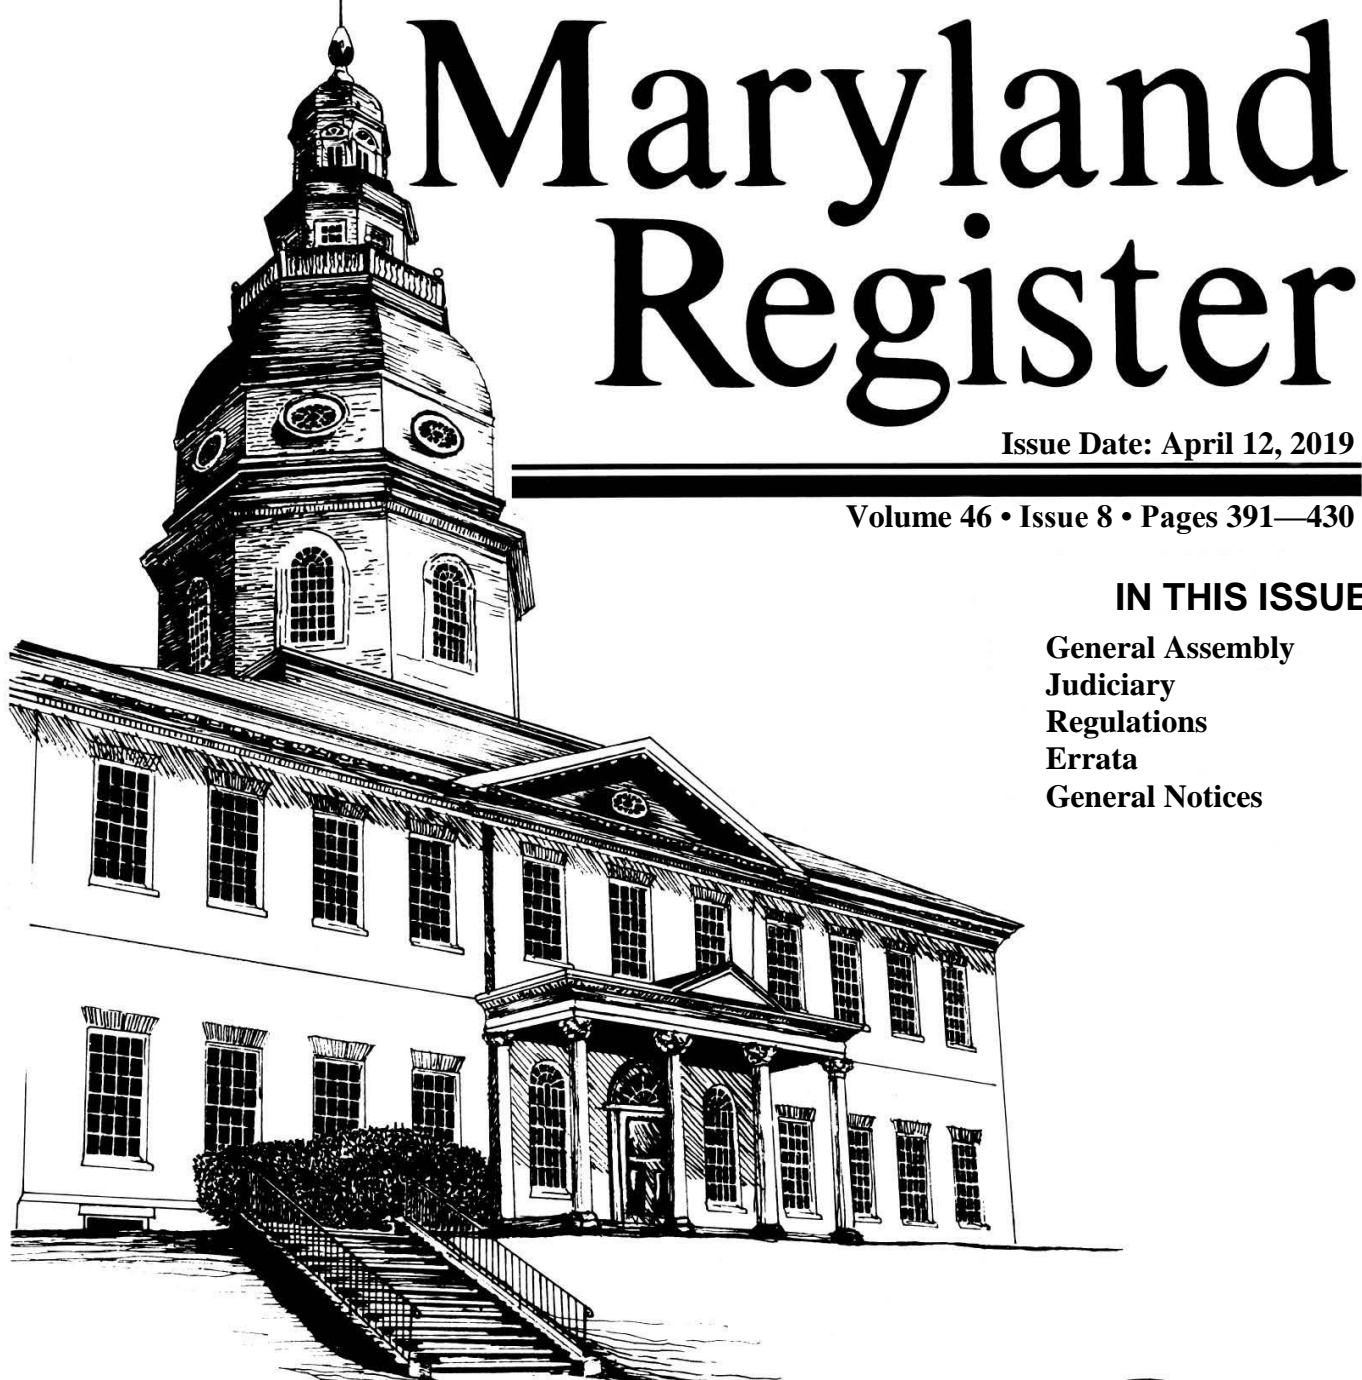 Maryland
Register
Issue Date: April 12, 2019
Volume 46 • Issue 8 • Pages 391—430
IN THIS ISSUE
General Assembly
Judiciary
Regulations
Errata
General Notices